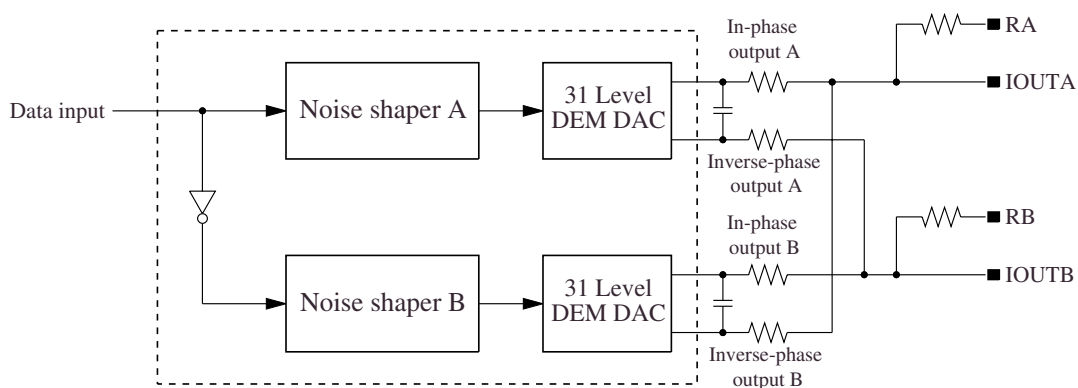 In-phase
output A
RA
IOUTA
Data input
Noise shaper A
31 Level
DEM DAC
Inverse-phase
output A
In-phase
output B
RB
IOUTB
Noise shaper B
31 Level
DEM DAC
Inverse-phase
output B